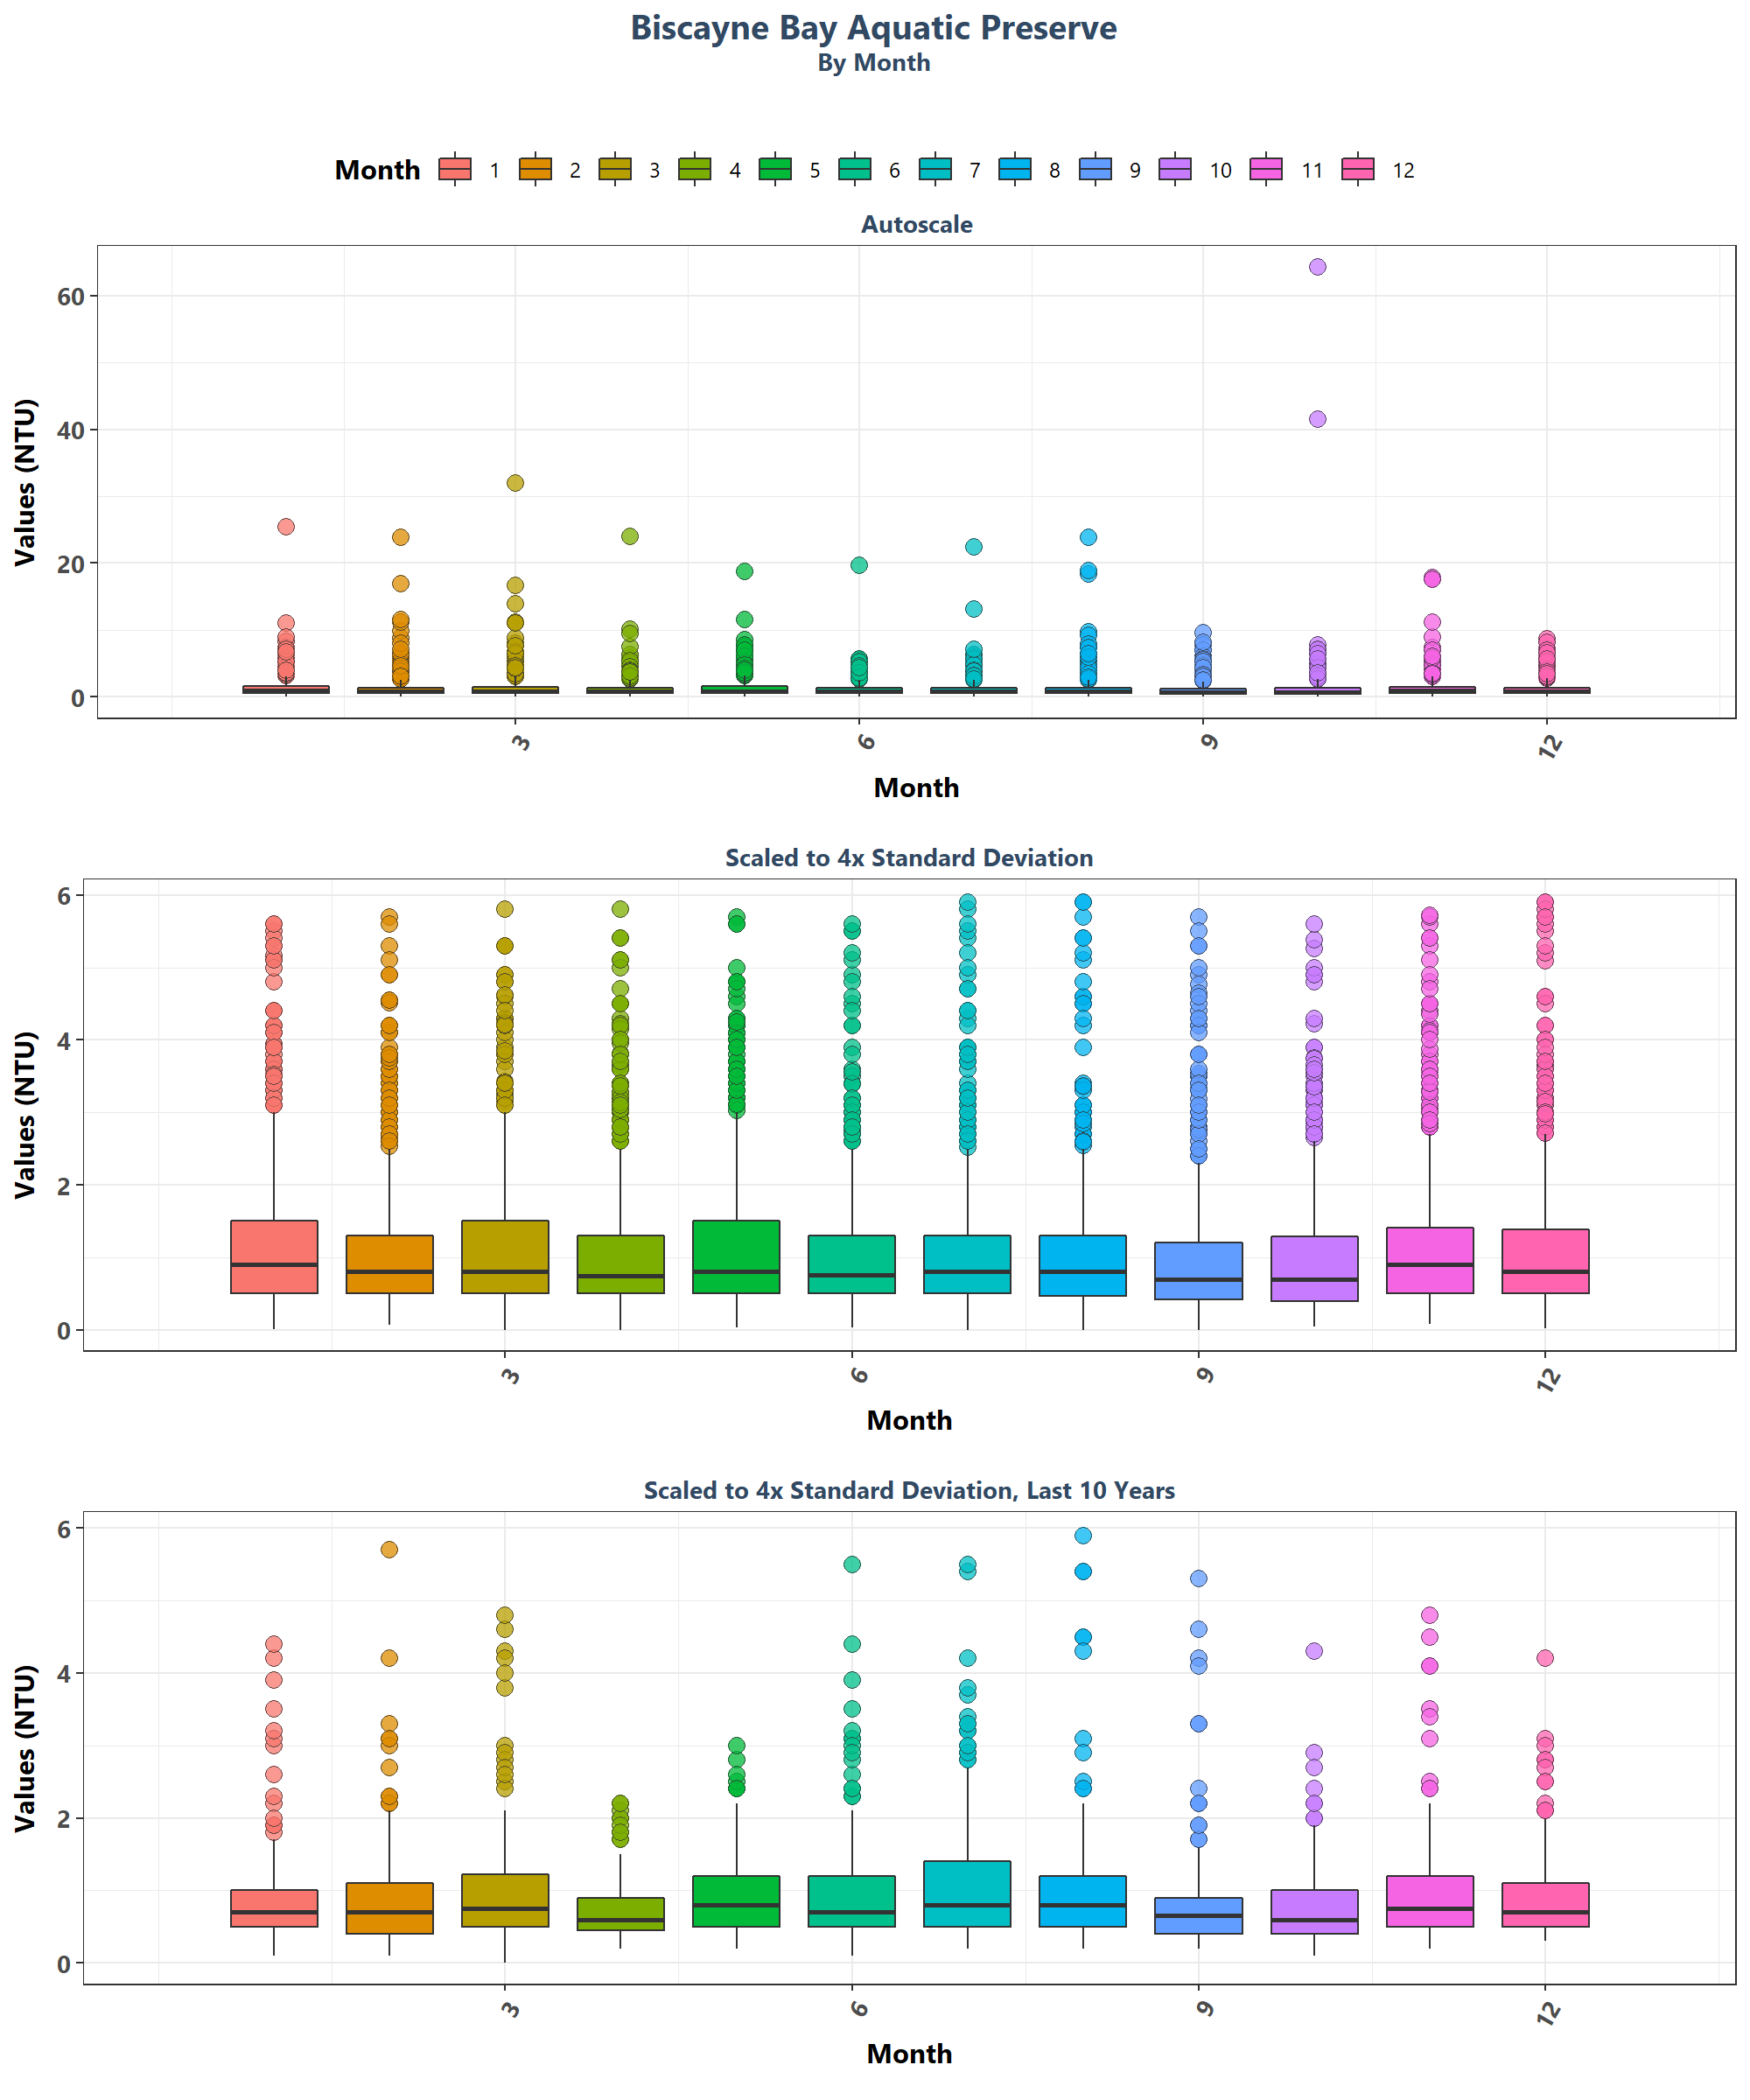 Biscayne Bay Aquatic Preserve
By Month
Month 1 2 3 4 5 6 7 8 9 10 11 12
Autoscale
Values (NTU)
60
40
20
0
3 6 9 12
Month
Scaled to 4x Standard Deviation
Values (NTU)
6
4
2
0
3 6 9 12
Month
Scaled to 4x Standard Deviation, Last 10 Years
Values (NTU)
6
4
2
0
3 6 9 12
Month